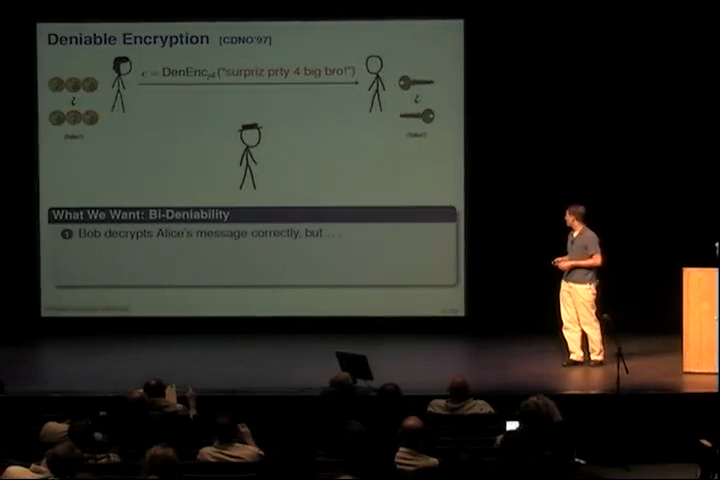 Deniable Encryption [CDNO'97]
c = DenEnc_pk("surpriz prty 4 big bro!")
(fake!) (fake!)
What We Want: Bi-Deniability
1 Bob decrypts Alice's message correctly, but . . . .